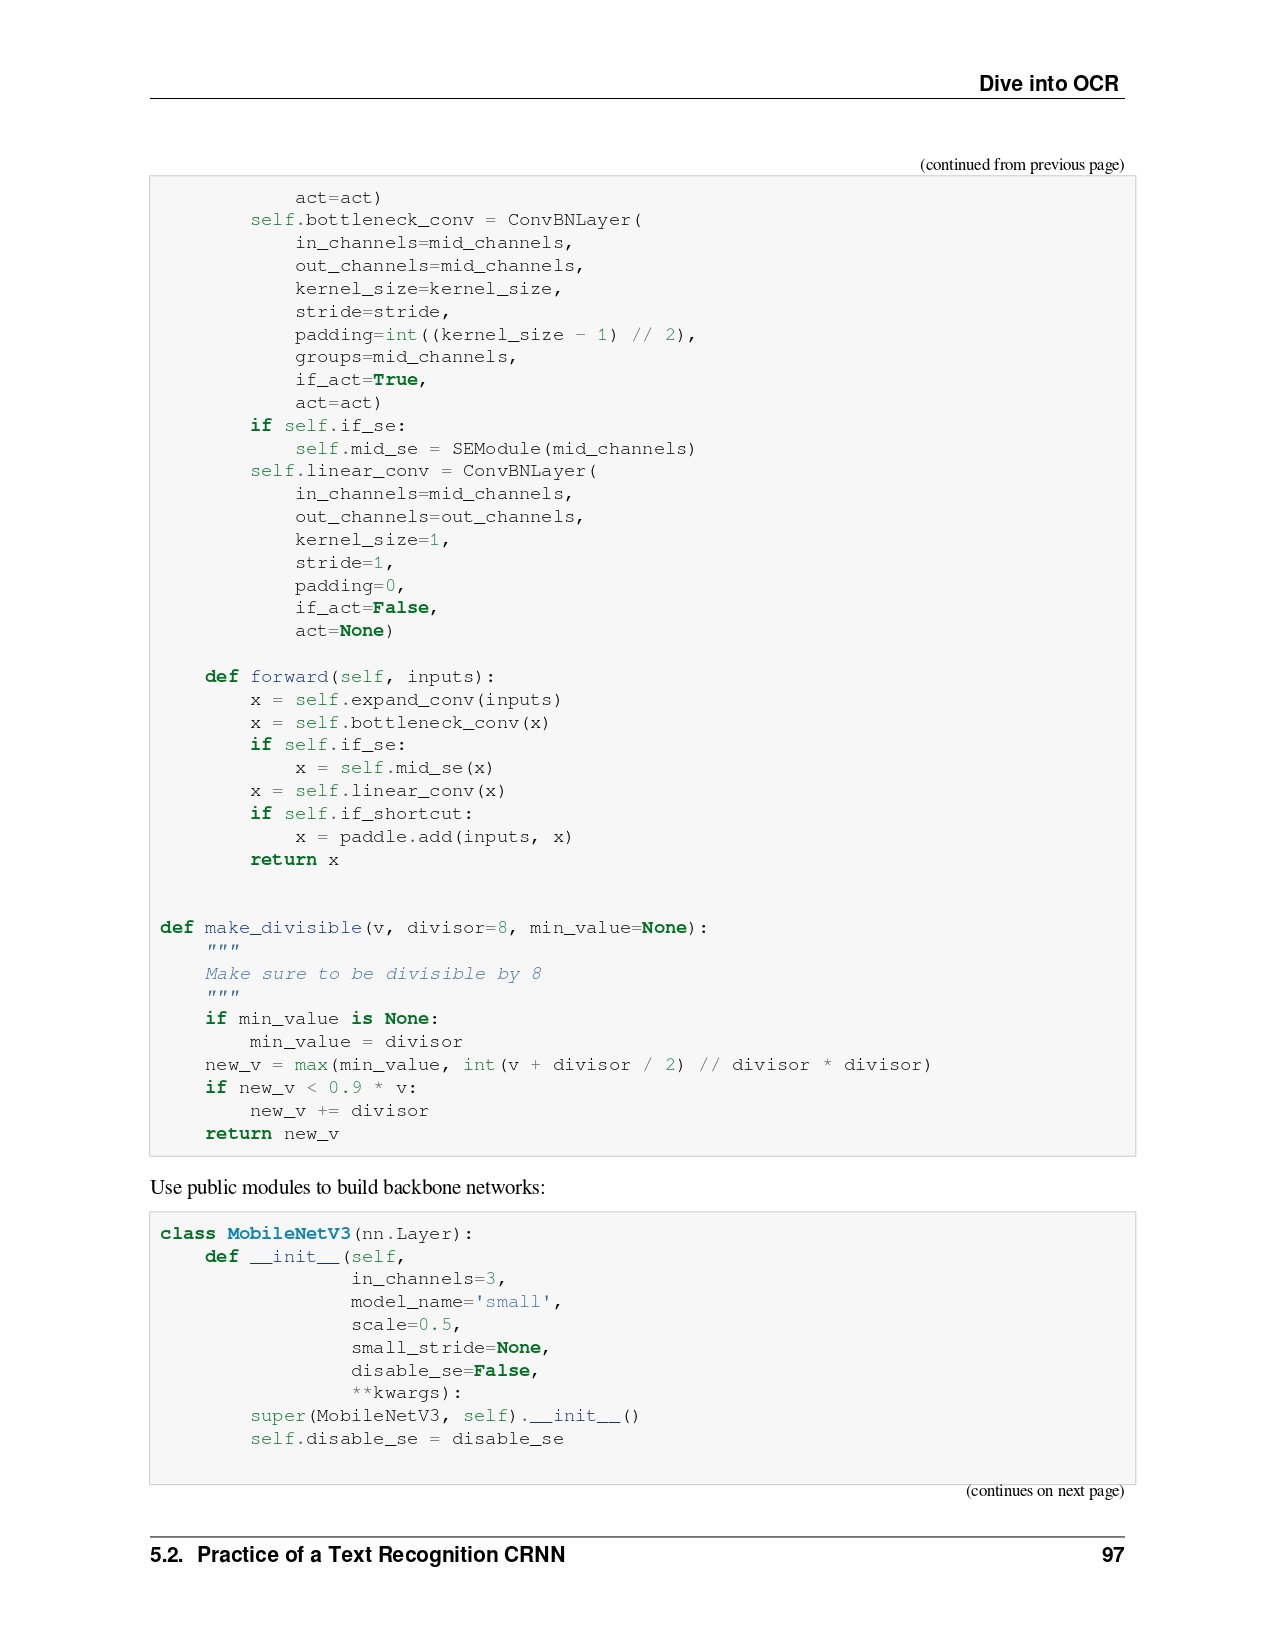 Dive into OCR
(continued from previous page)
            act=act)
        self.bottleneck_conv = ConvBNLayer(
            in_channels=mid_channels,
            out_channels=mid_channels,
            kernel_size=kernel_size,
            stride=stride,
            padding=int((kernel_size - 1) // 2),
            groups=mid_channels,
            if_act=True,
            act=act)
        if self.if_se:
            self.mid_se = SEModule(mid_channels)
        self.linear_conv = ConvBNLayer(
            in_channels=mid_channels,
            out_channels=out_channels,
            kernel_size=1,
            stride=1,
            padding=0,
            if_act=False,
            act=None)

    def forward(self, inputs):
        x = self.expand_conv(inputs)
        x = self.bottleneck_conv(x)
        if self.if_se:
            x = self.mid_se(x)
        x = self.linear_conv(x)
        if self.if_shortcut:
            x = paddle.add(inputs, x)
        return x


def make_divisible(v, divisor=8, min_value=None):
    """
    Make sure to be divisible by 8
    """
    if min_value is None:
        min_value = divisor
    new_v = max(min_value, int(v + divisor / 2) // divisor * divisor)
    if new_v < 0.9 * v:
        new_v += divisor
    return new_v
Use public modules to build backbone networks:
class MobileNetV3(nn.Layer):
    def __init__(self,
                 in_channels=3,
                 model_name='small',
                 scale=0.5,
                 small_stride=None,
                 disable_se=False,
                 **kwargs):
        super(MobileNetV3, self).__init__()
        self.disable_se = disable_se
(continues on next page)
5.2. Practice of a Text Recognition CRNN 97